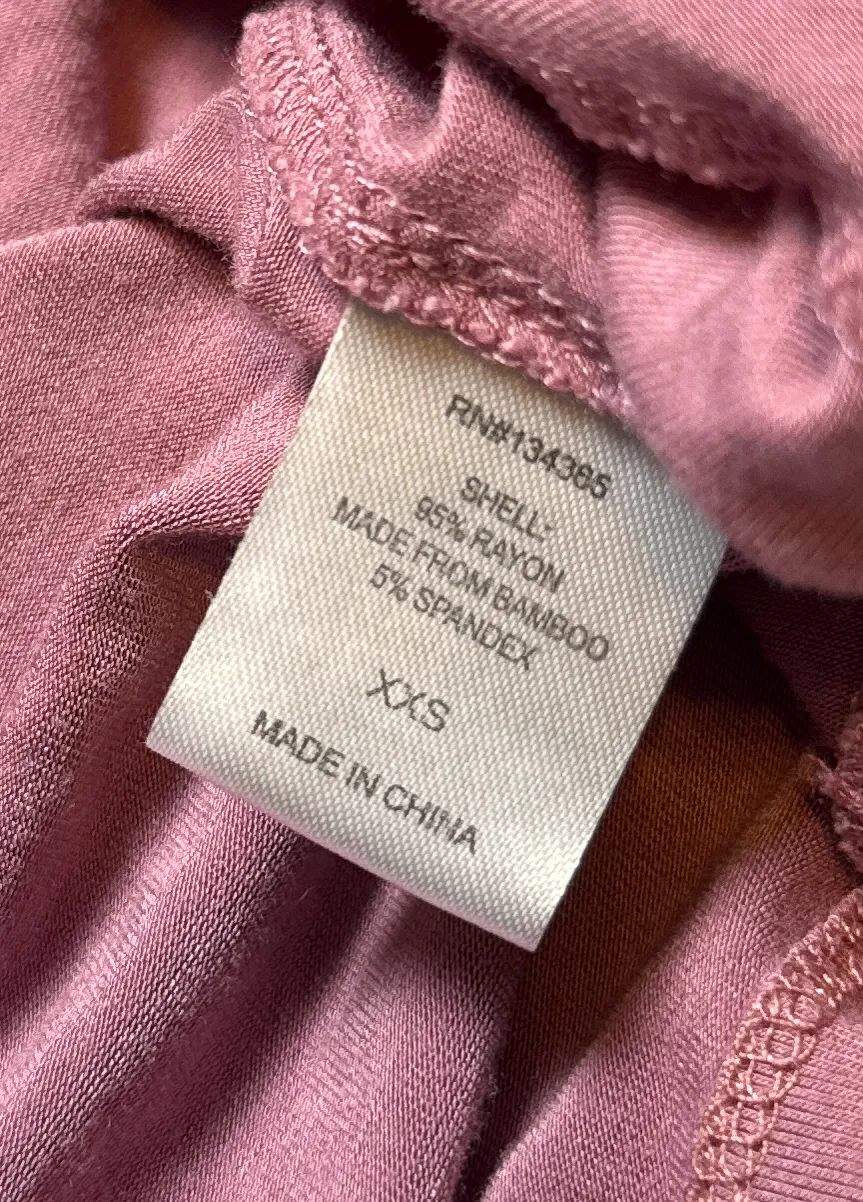 RN#134365
SHELL:
95% RAYON
MADE FROM BAMBOO
5% SPANDEX
XXS
MADE IN CHINA